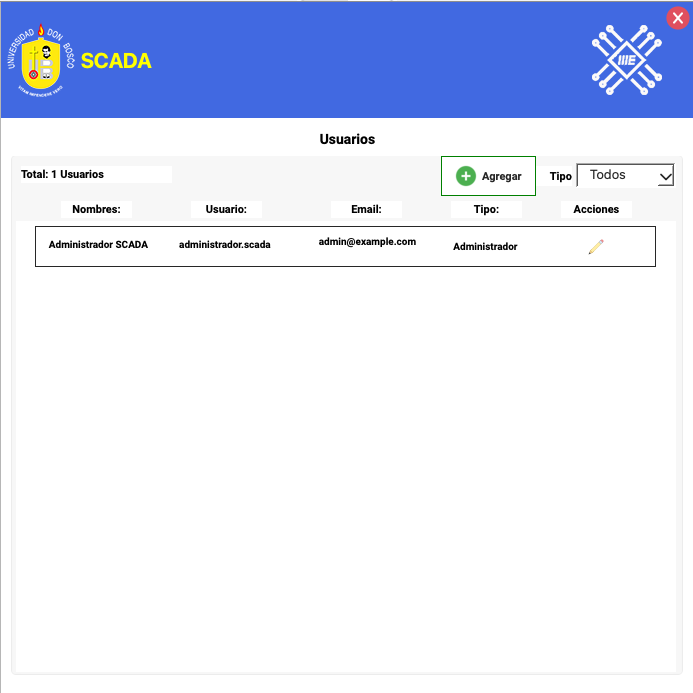 UNIVERSIDAD DON BOSCO
SCADA
IIIE
Usuarios
Total: 1 Usuarios
Agregar
Tipo
Todos
Nombres: Usuario: Email: Tipo: Acciones
Administrador SCADA administrador.scada admin@example.com Administrador